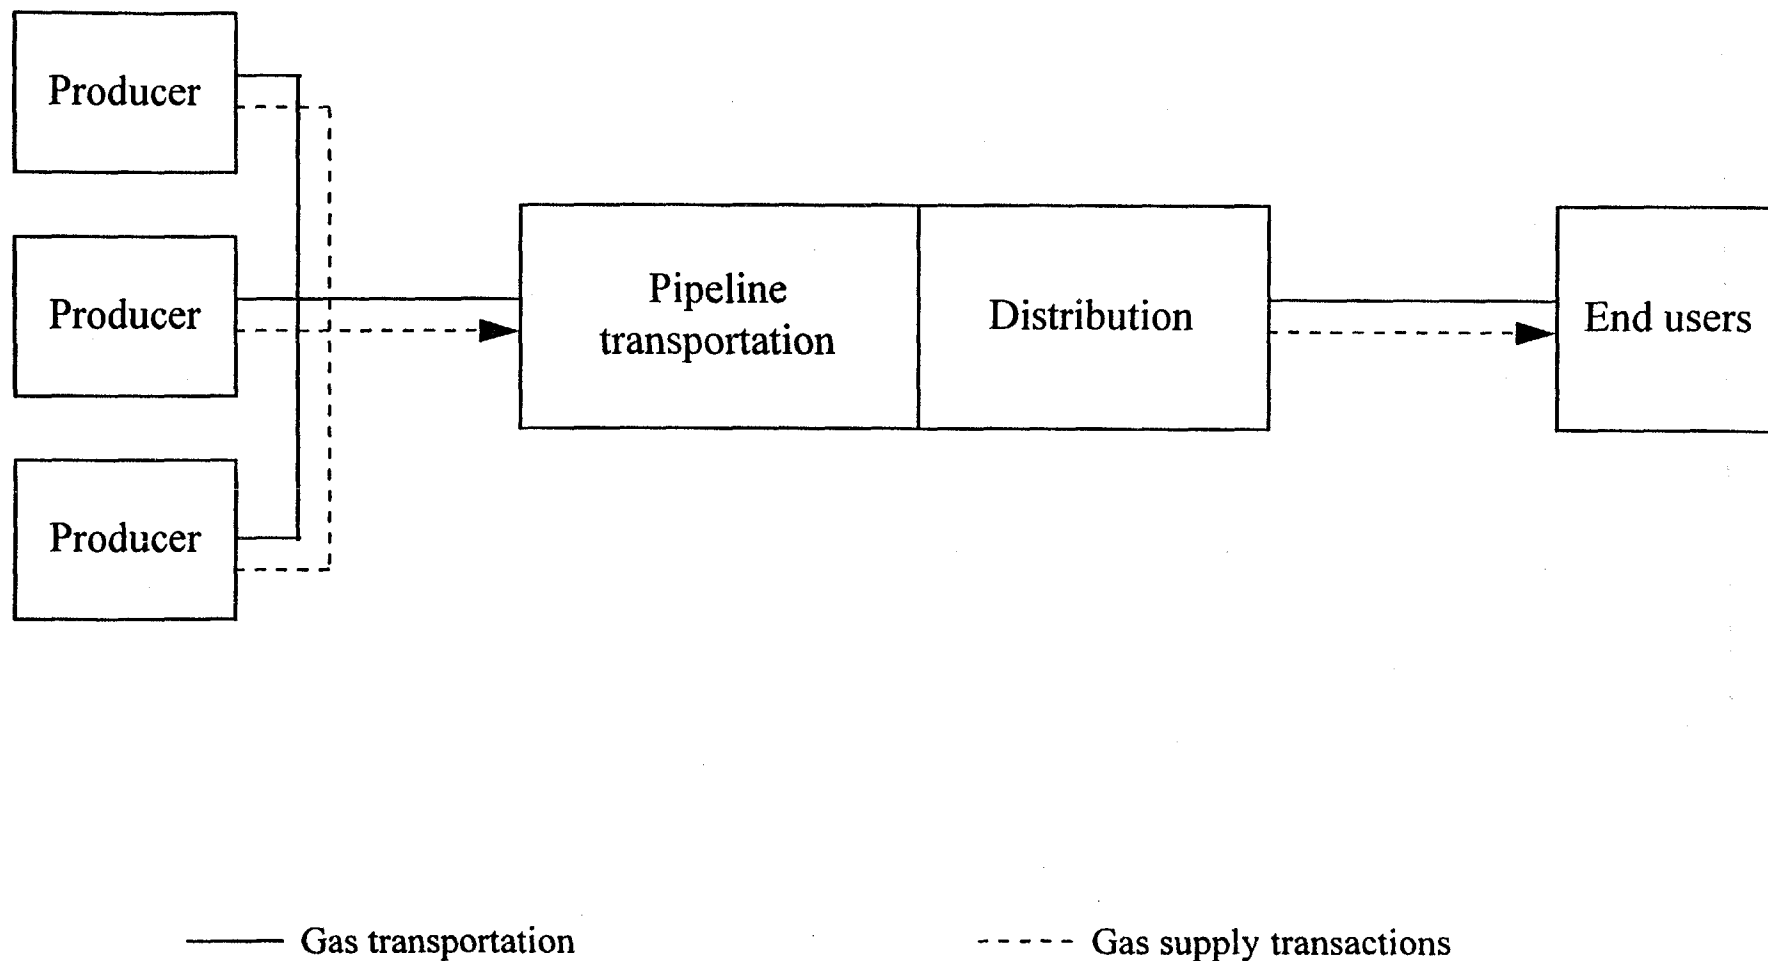 Producer
Producer
Producer
Pipeline
transportation
Distribution
End users
Gas transportation
Gas supply transactions